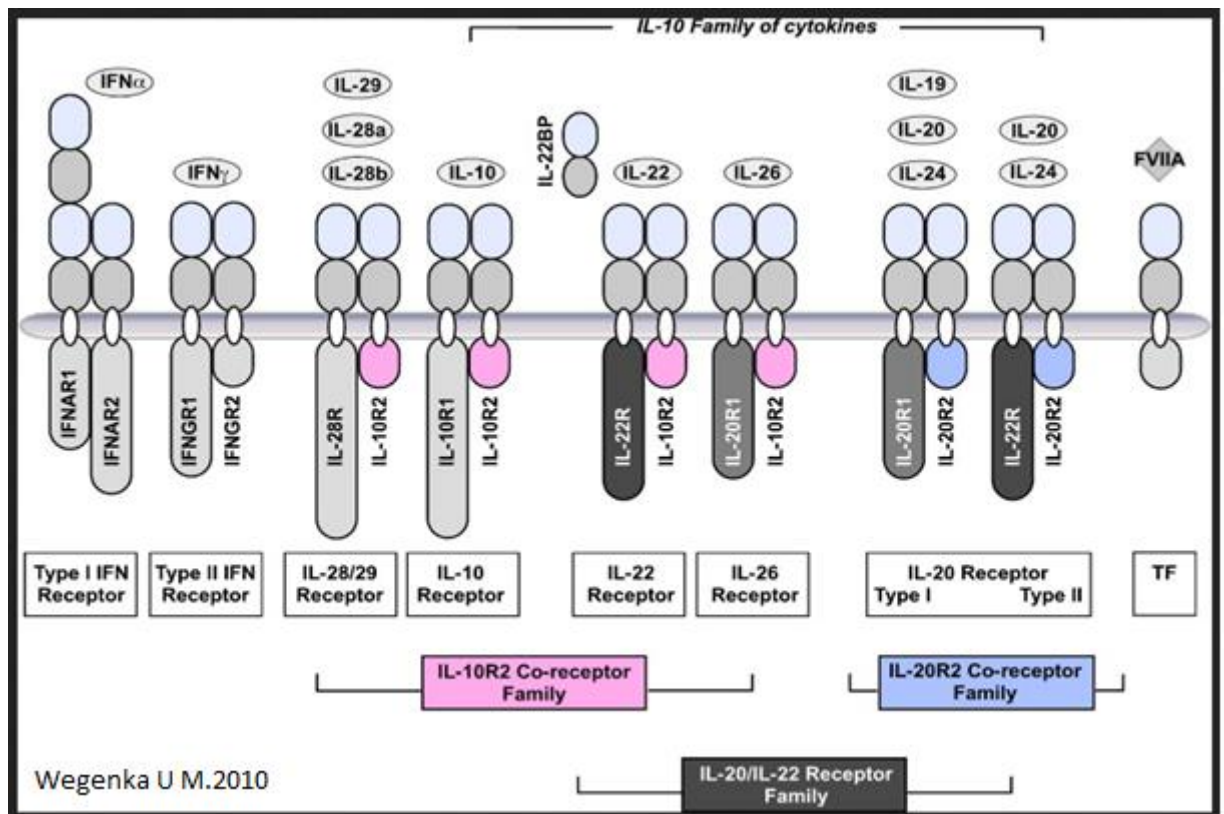 IL-10 Family of cytokines
IFNα
IL-29
IL-19
IL-28a
IL-22BP
IL-20
IL-20
IFNγ
IL-28b
IL-10
IL-22
IL-26
IL-24
IL-24
FVIIA
IFNAR1
IFNAR2
IFNGR1
IFNGR2
IL-28R
IL-10R2
IL-10R1
IL-10R2
IL-22R
IL-10R2
IL-20R1
IL-10R2
IL-20R1
IL-20R2
IL-22R
IL-20R2
Type I IFN
Receptor
Type II IFN
Receptor
IL-28/29
Receptor
IL-10
Receptor
IL-22
Receptor
IL-26
Receptor
IL-20 Receptor
Type I Type II
TF
IL-10R2 Co-receptor
Family
IL-20R2 Co-receptor
Family
IL-20/IL-22 Receptor
Family
Wegenka U M.2010